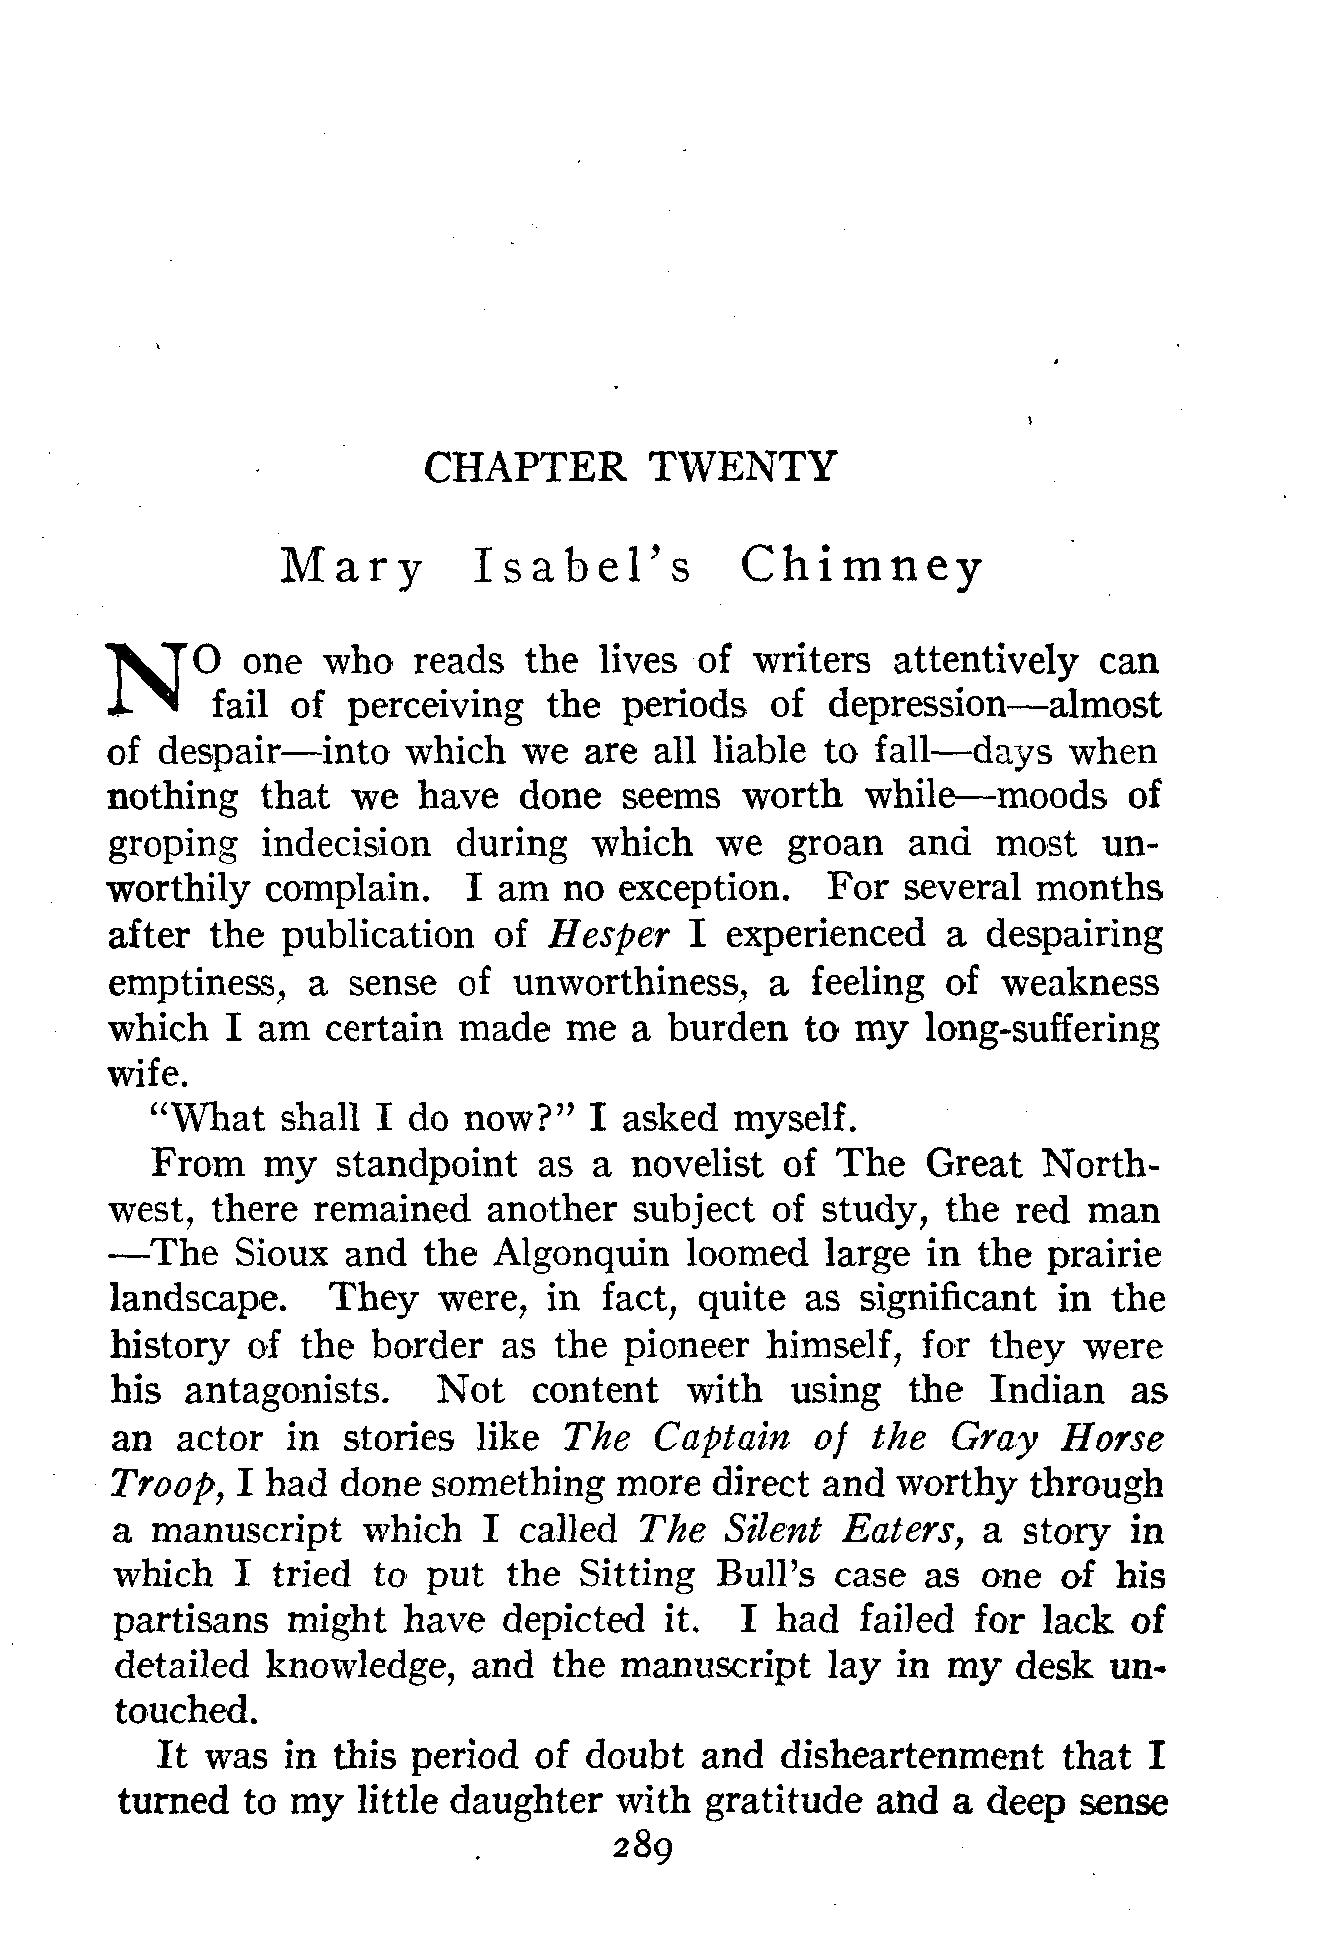 CHAPTER TWENTY
Mary Isabel's Chimney
NO one who reads the lives of writers attentively can
fail of perceiving the periods of depression—almost
of despair—into which we are all liable to fall—days when
nothing that we have done seems worth while—moods of
groping indecision during which we groan and most un-
worthily complain. I am no exception. For several months
after the publication of Hesper I experienced a despairing
emptiness, a sense of unworthiness, a feeling of weakness
which I am certain made me a burden to my long-suffering
wife.
"What shall I do now?" I asked myself.
From my standpoint as a novelist of The Great North-
west, there remained another subject of study, the red man
—The Sioux and the Algonquin loomed large in the prairie
landscape. They were, in fact, quite as significant in the
history of the border as the pioneer himself, for they were
his antagonists. Not content with using the Indian as
an actor in stories like The Captain of the Gray Horse
Troop, I had done something more direct and worthy through
a manuscript which I called The Silent Eaters, a story in
which I tried to put the Sitting Bull's case as one of his
partisans might have depicted it. I had failed for lack of
detailed knowledge, and the manuscript lay in my desk un-
touched.
It was in this period of doubt and disheartenment that I
turned to my little daughter with gratitude and a deep sense
289